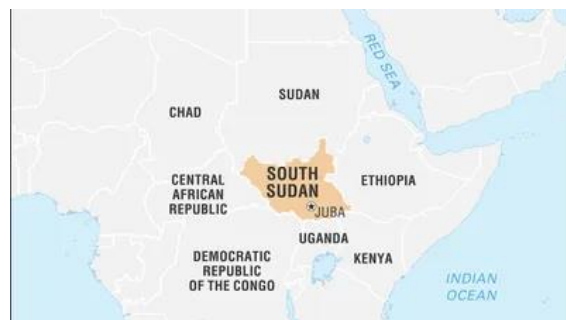 RED SEA
SUDAN
CHAD
SOUTH
SUDAN
CENTRAL
AFRICAN
REPUBLIC
ETHIOPIA
JUBA
UGANDA
DEMOCRATIC
REPUBLIC
OF THE CONGO
KENYA
INDIAN
OCEAN